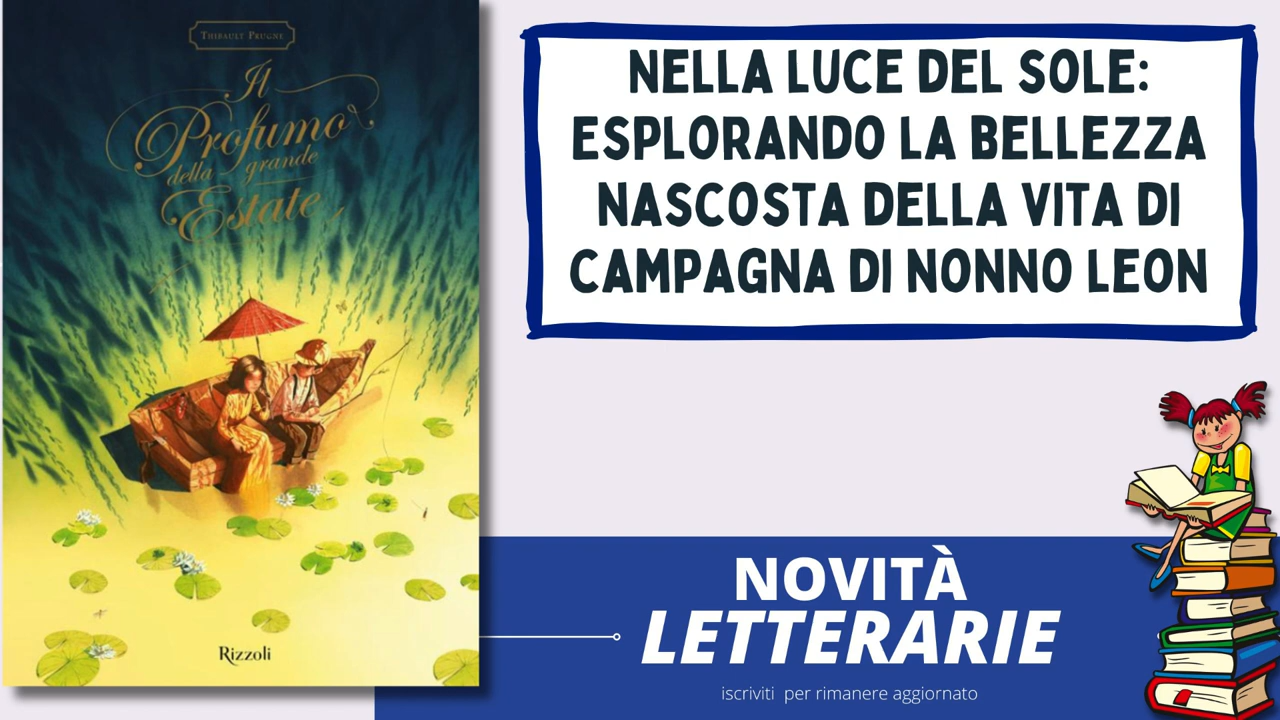 THIBAULT PRUGNE
Il
Profumo
della grande
Estate
Rizzoli
NELLA LUCE DEL SOLE:
ESPLORANDO LA BELLEZZA
NASCOSTA DELLA VITA DI
CAMPAGNA DI NONNO LEON
NOVITÀ
LETTERARIE
iscriviti per rimanere aggiornato